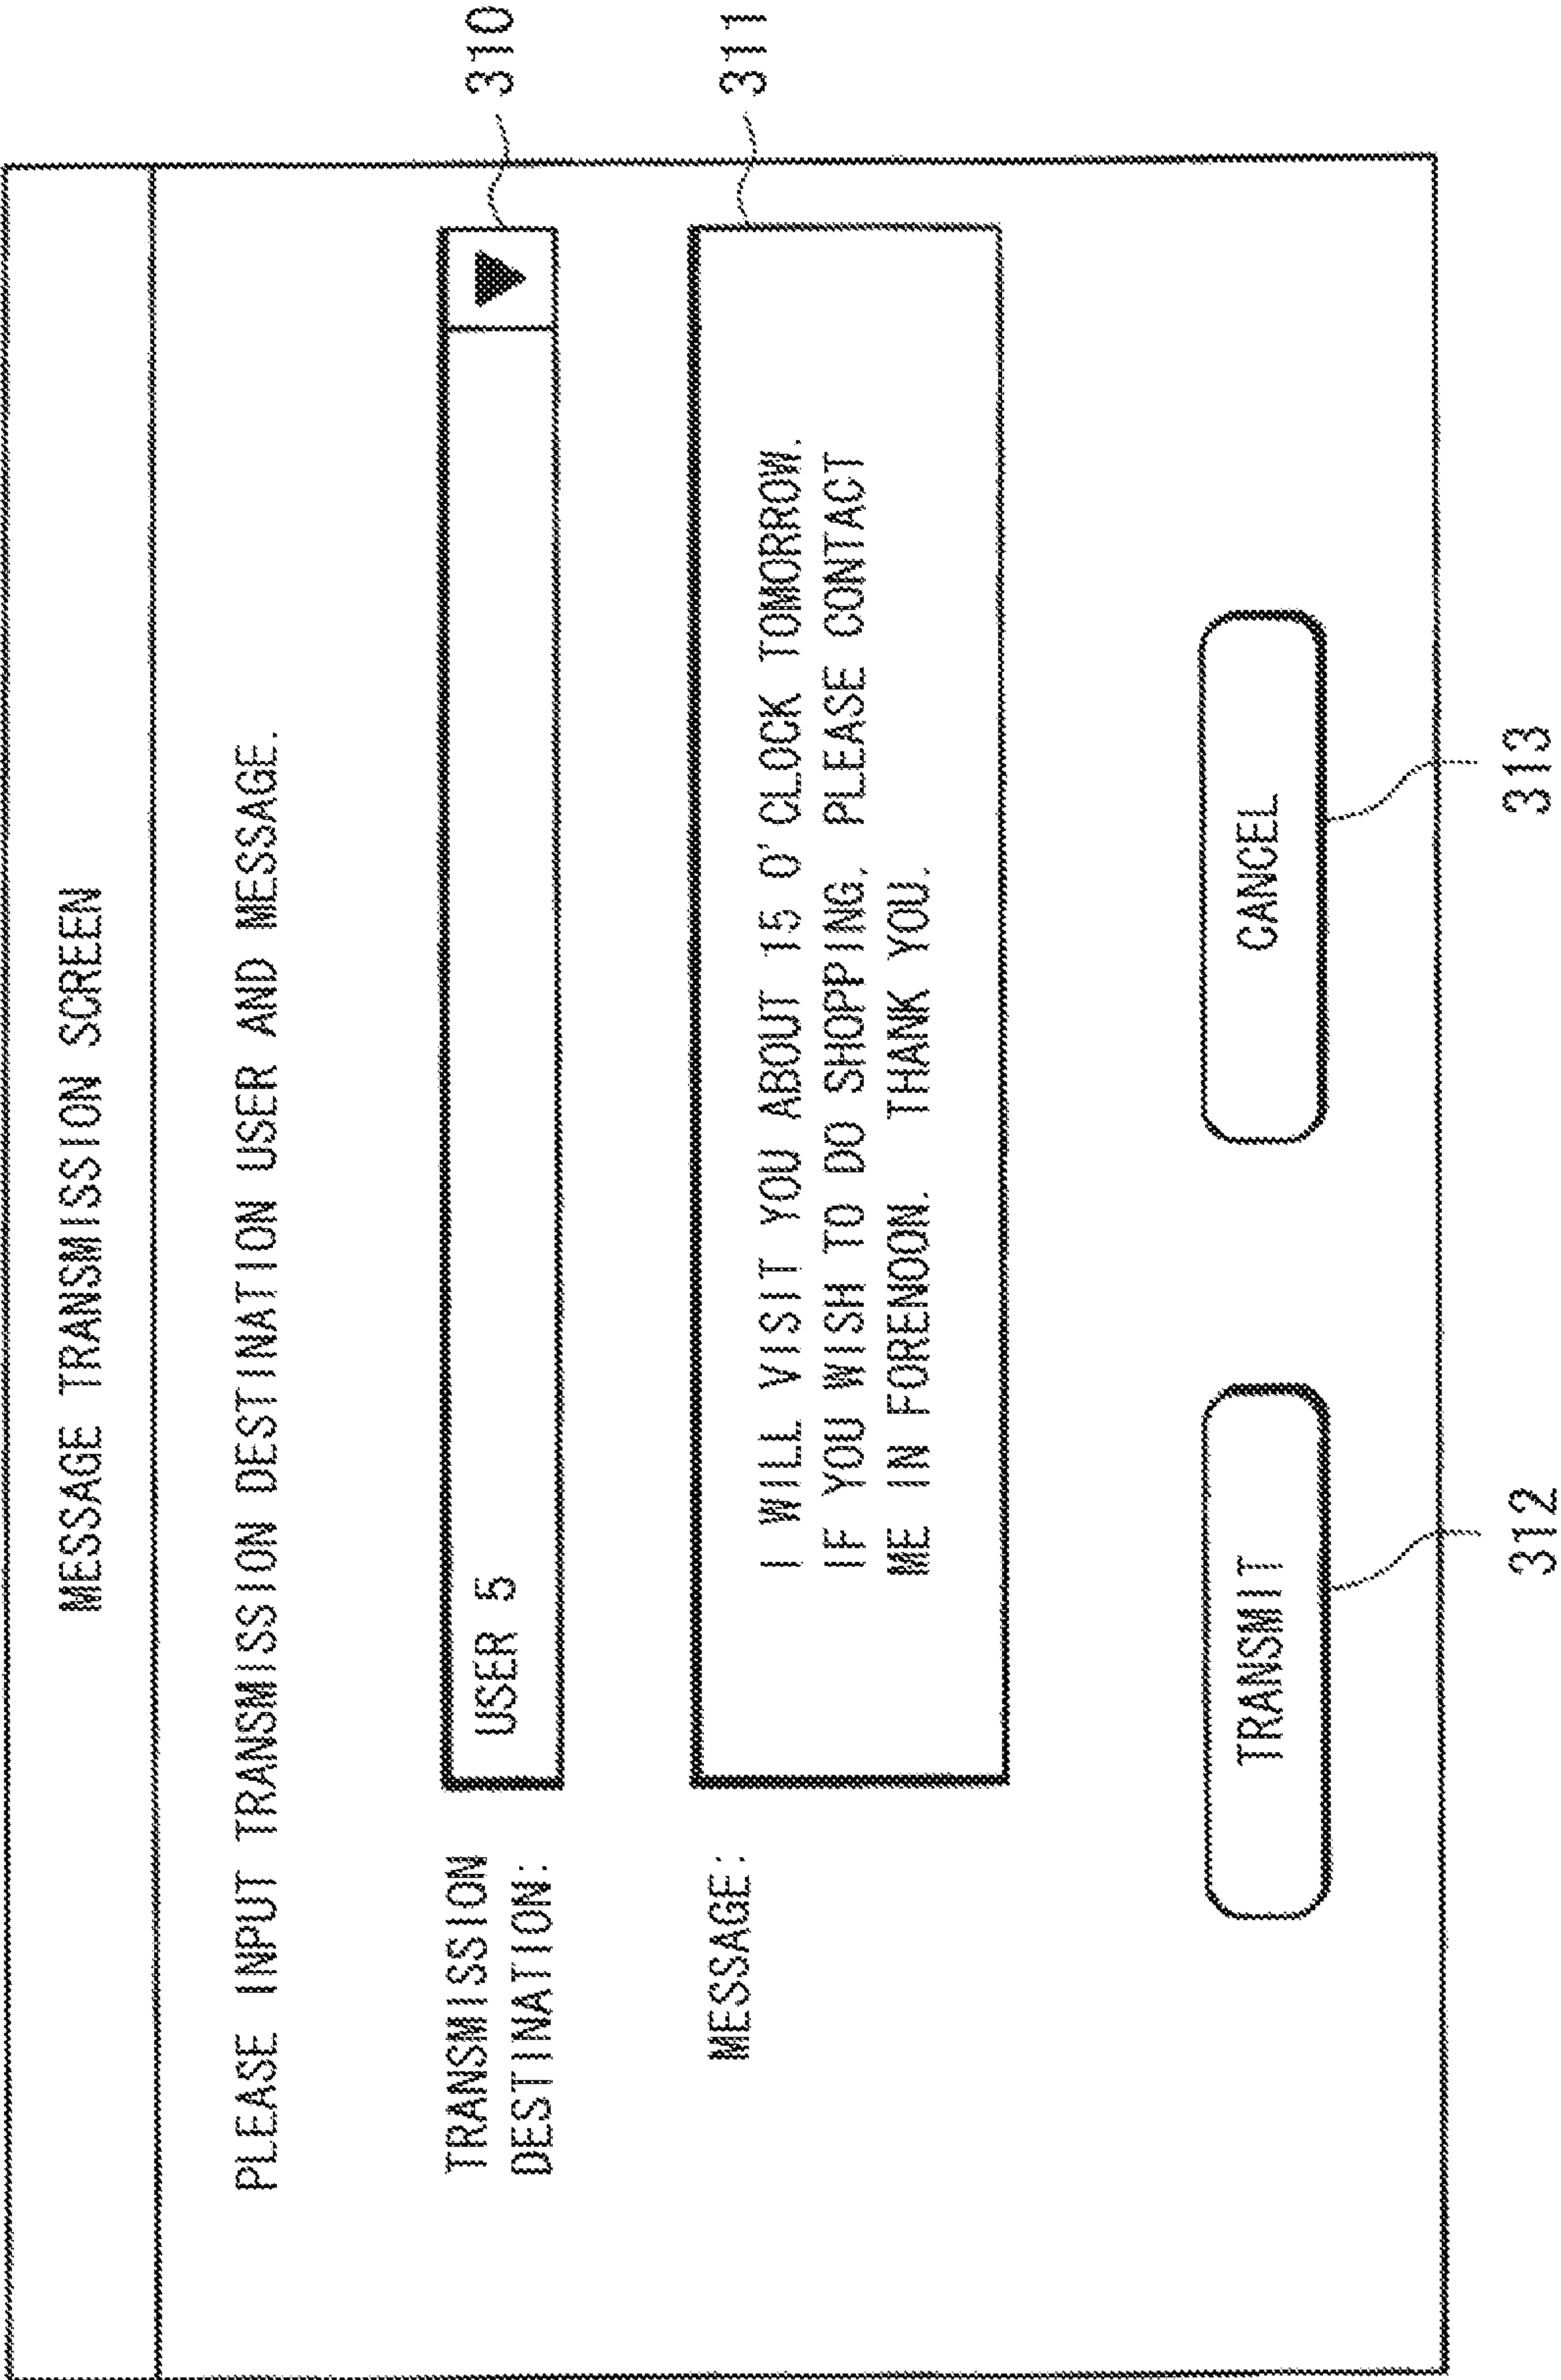 MESSAGE TRANSMISSION SCREEN
PLEASE INPUT TRANSMISSION DESTINATION USER AND MESSAGE.
TRANSMISSION
DESTINATION:
USER 5
310
MESSAGE:
I WILL VISIT YOU ABOUT 15 O'CLOCK TOMORROW.
IF YOU WISH TO DO SHOPPING, PLEASE CONTACT
ME IN FORENOON. THANK YOU.
311
TRANSMIT
CANCEL
312
313